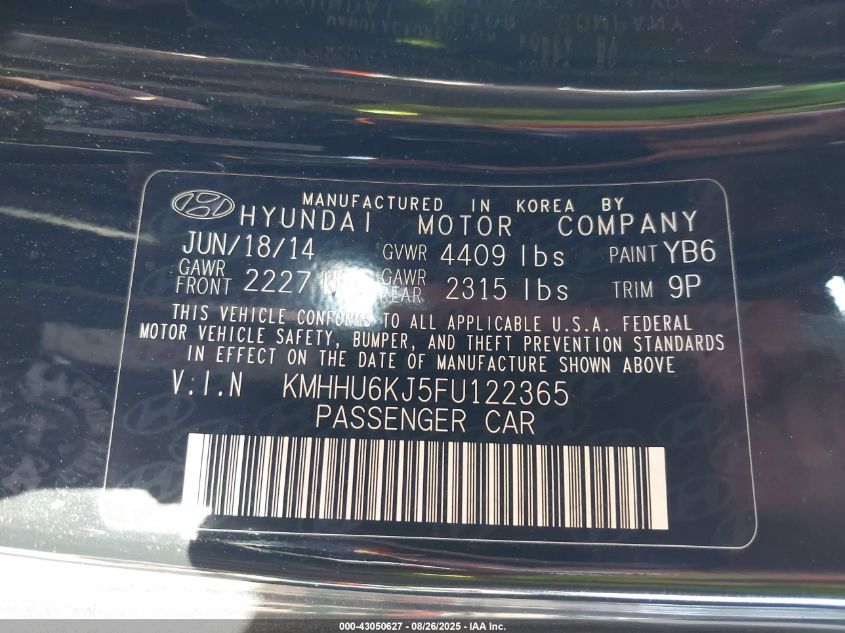 MANUFACTURED IN KOREA BY
HYUNDAI MOTOR COMPANY
JUN/18/14 GVWR 4409 lbs PAINT YB6
GAWR FRONT 2227 GAWR REAR 2315 lbs TRIM 9P
THIS VEHICLE CONFORMS TO ALL APPLICABLE U.S.A. FEDERAL
MOTOR VEHICLE SAFETY, BUMPER, AND THEFT PREVENTION STANDARDS
IN EFFECT ON THE DATE OF MANUFACTURE SHOWN ABOVE.
V.I.N KMHHU6KJ5FU122365
PASSENGER CAR
000-43050627 - 08/26/2025 - IAA Inc.